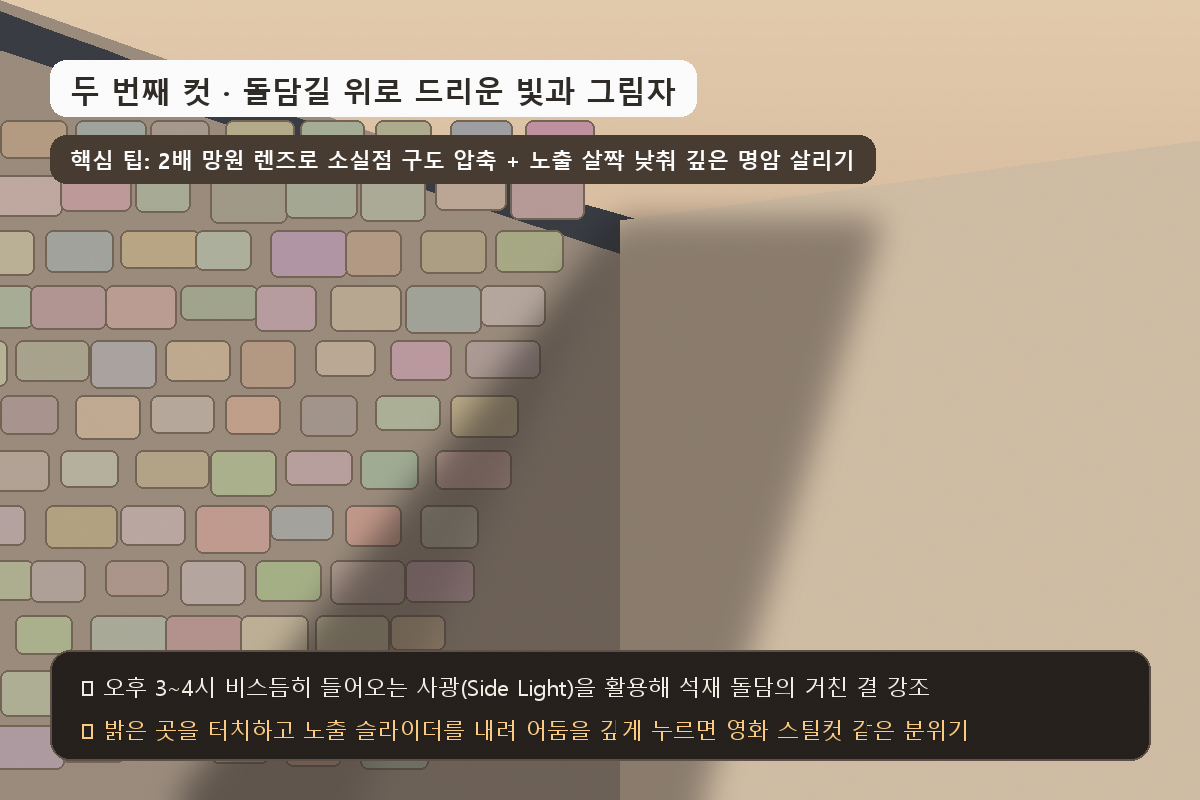 두 번째 컷 · 돌담길 위로 드리운 빛과 그림자
핵심 팁: 2배 망원 렌즈로 소실점 구도 압축 + 노출 살짝 낮춰 깊은 명암 살리기
▯ 오후 3~4시 비스듬히 들어오는 사광(Side Light)을 활용해 석재 돌담의 거친 결 강조
▯ 밝은 곳을 터치하고 노출 슬라이더를 내려 어둠을 깊게 누르면 영화 스틸컷 같은 분위기